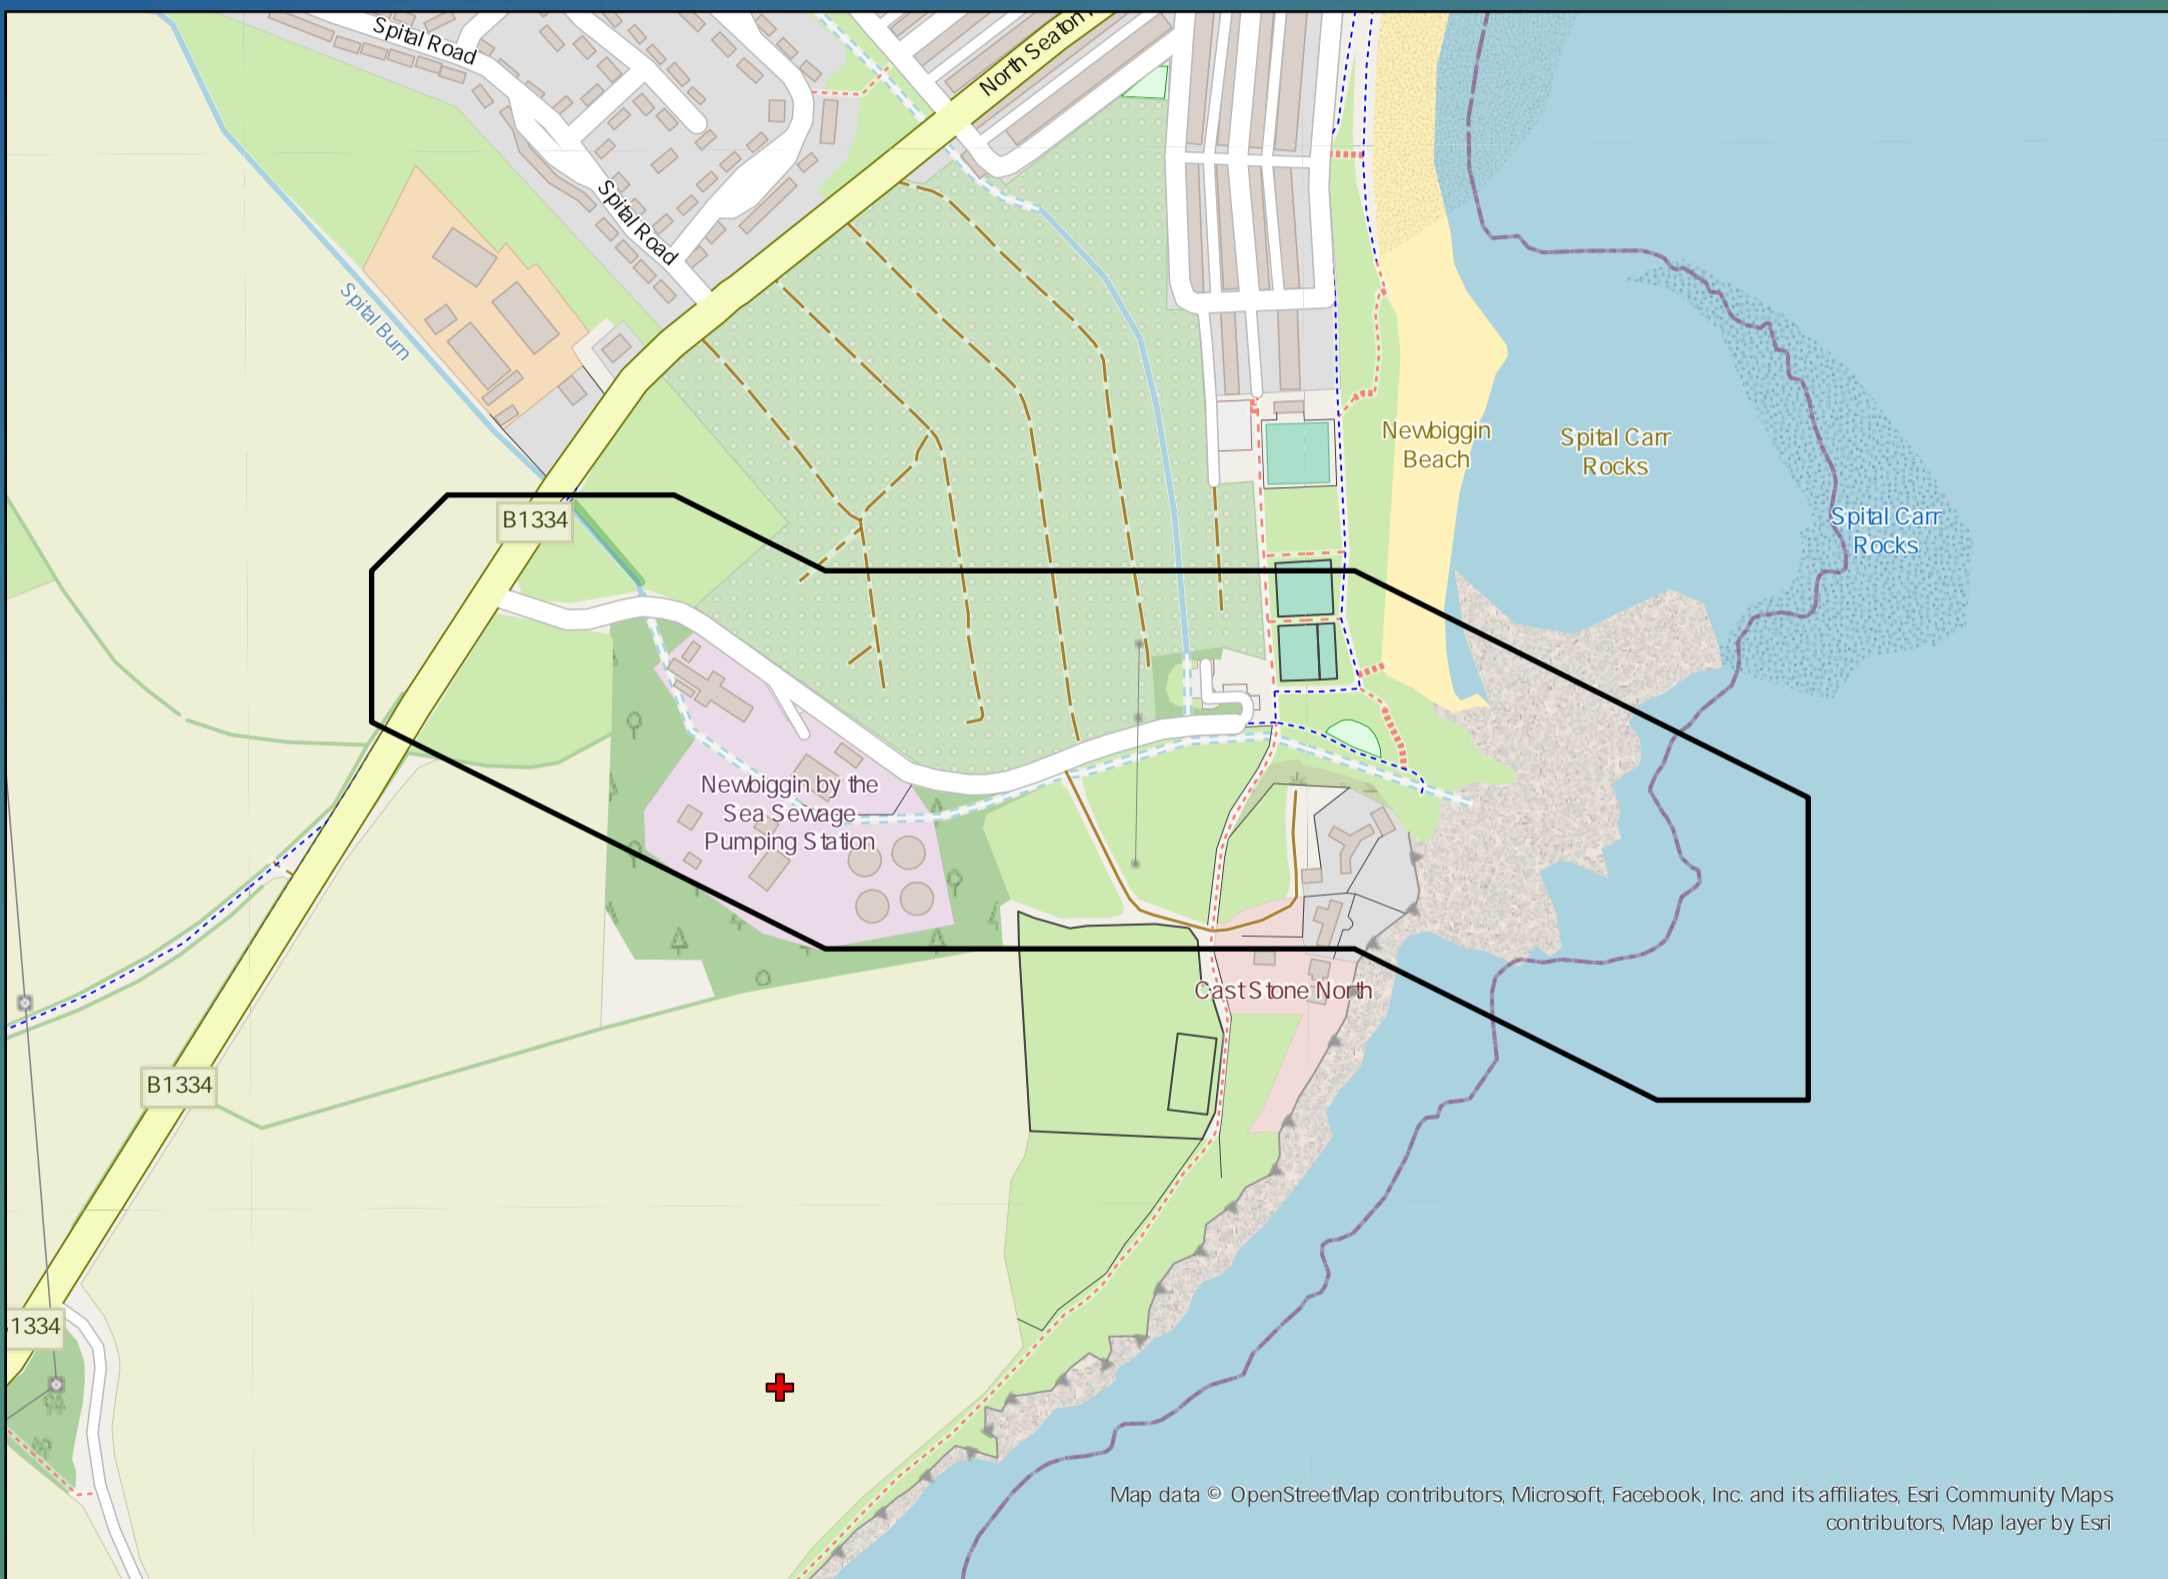 Spital Road
North Seaton
Spital Road
Spital Burn
Newbiggin
Beach
Spital Carr
Rocks
B1334
Spital Carr
Rocks
Newbiggin by the
Sea Sewage
Pumping Station
Cast Stone North
B1334
1334
Map data © OpenStreetMap contributors, Microsoft, Facebook, Inc. and its affiliates, Esri Community Maps
contributors, Map layer by Esri